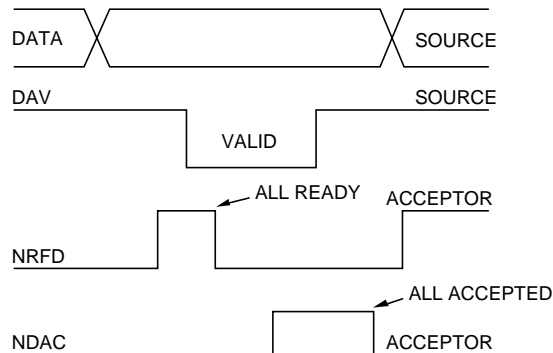 DATA SOURCE
DAV SOURCE
VALID
ALL READY
ACCEPTOR
NRFD
ALL ACCEPTED
NDAC ACCEPTOR